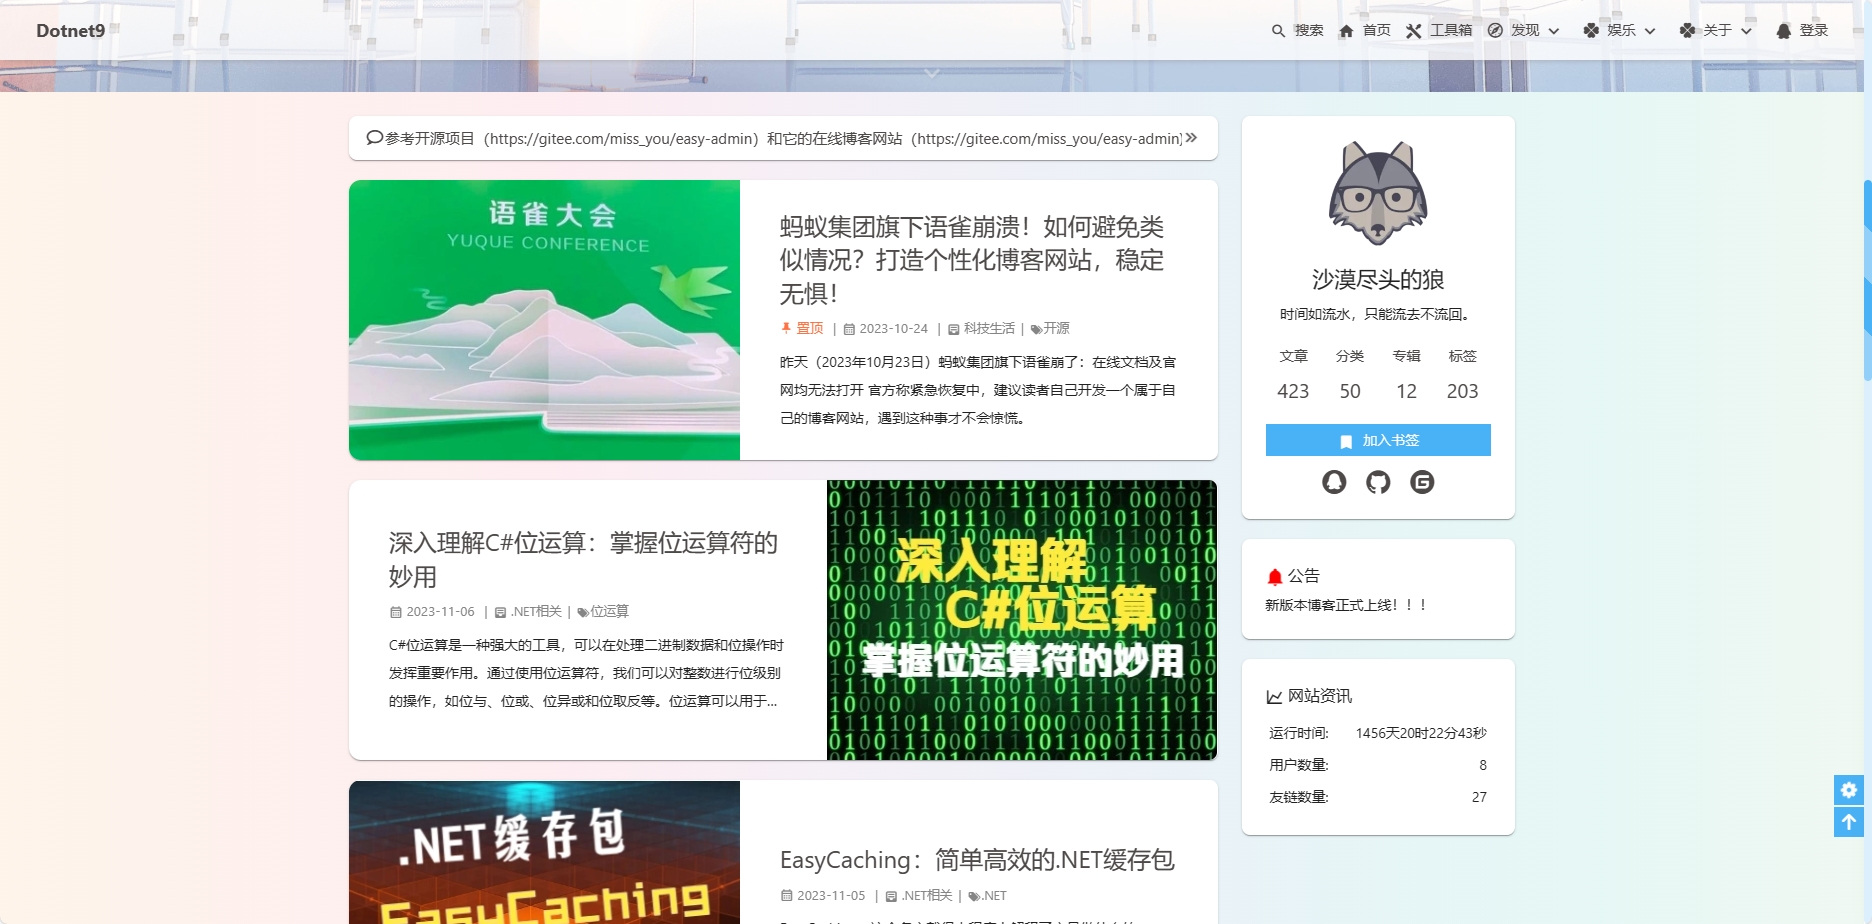 Dotnet9
搜索 首页 工具箱 发现 娱乐 关于 登录
参考开源项目（https://gitee.com/miss_you/easy-admin）和它的在线博客网站（https://gitee.com/miss_you/easy-admin)
语雀大会
YUQUE CONFERENCE
蚂蚁集团旗下语雀崩溃！如何避免类
似情况？打造个性化博客网站，稳定
无惧！
置顶 | 2023-10-24 | 科技生活 | 开源
昨天（2023年10月23日）蚂蚁集团旗下语雀崩了：在线文档及官
网均无法打开 官方称紧急恢复中，建议读者自己开发一个属于自
己的博客网站，遇到这种事才不会惊慌。
深入理解C#位运算：掌握位运算符的
妙用
2023-11-06 | .NET相关 | 位运算
C#位运算是一种强大的工具，可以在处理二进制数据和位操作时
发挥重要作用。通过使用位运算符，我们可以对整数进行位级别
的操作，如位与、位或、位异或和位取反等。位运算可以用于...
深入理解
C#位运算
掌握位运算符的妙用
.NET缓存包
EasyCaching
EasyCaching：简单高效的.NET缓存包
2023-11-05 | .NET相关 | .NET
沙漠尽头的狼
时间如流水，只能流去不流回。
文章 分类 专辑 标签
423 50 12 203
加入书签
公告
新版本博客正式上线！！！
网站资讯
运行时间: 1456天20时22分43秒
用户数量: 8
友链数量: 27